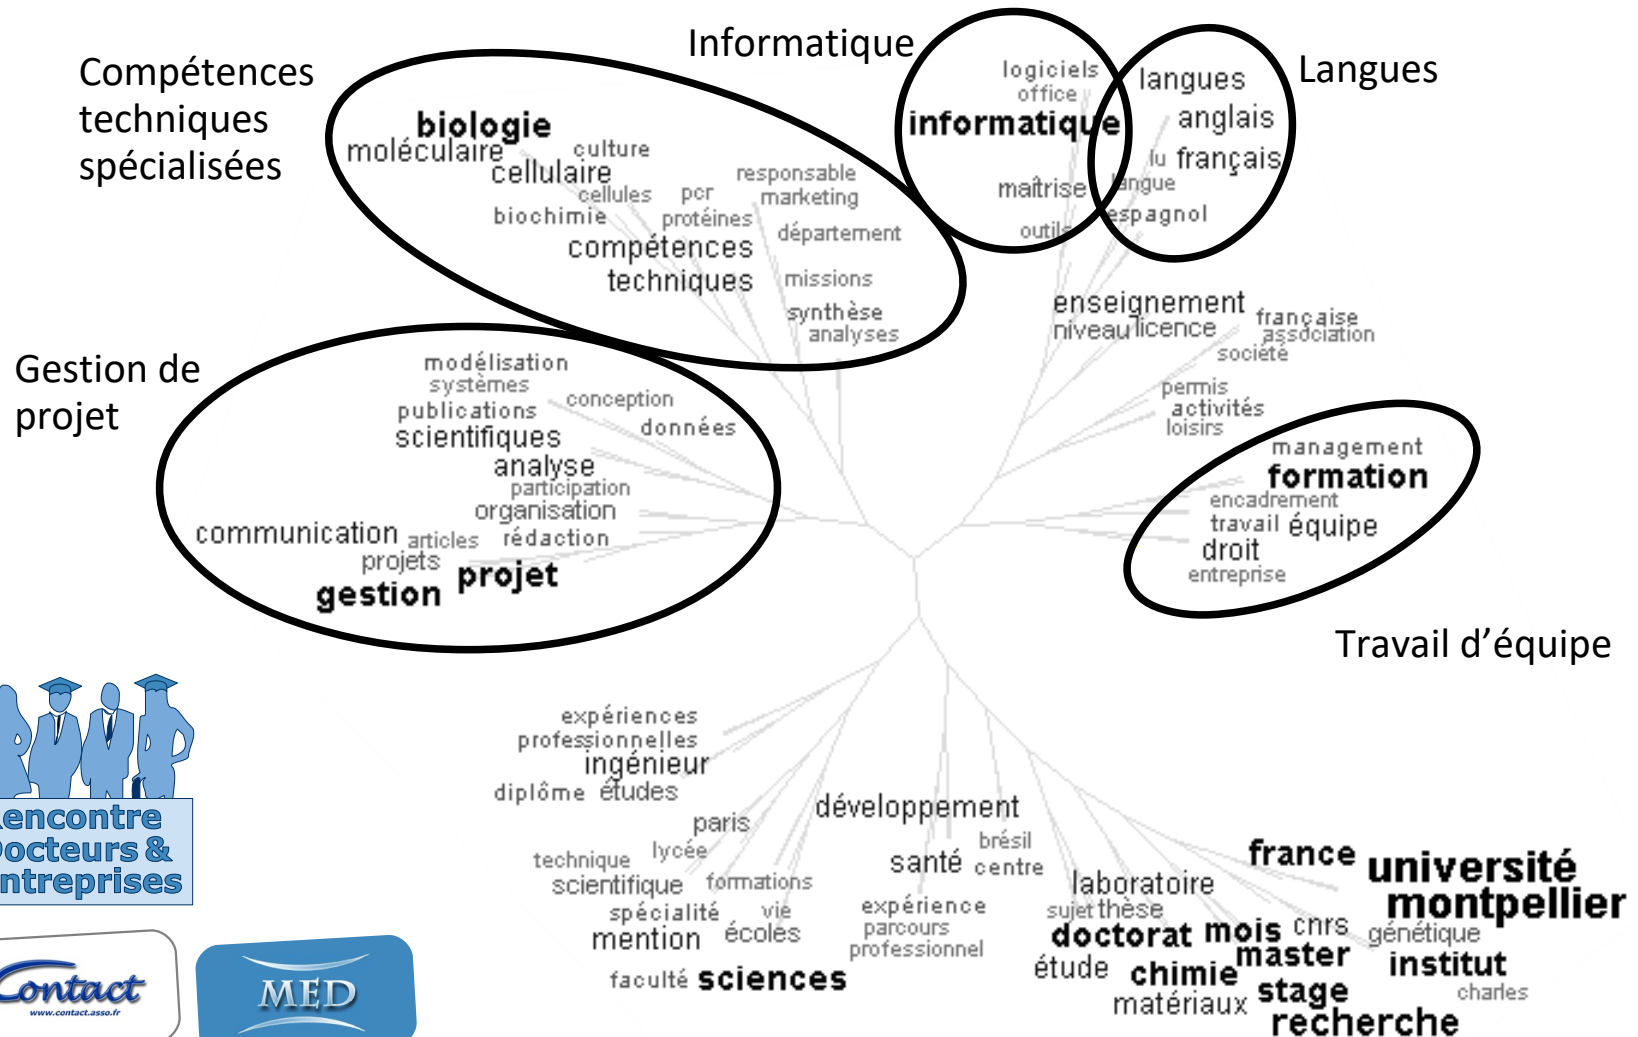 Informatique
Langues
Compétences
techniques
spécialisées
logiciels
office
informatique
maîtrise
outils
langues
anglais
lu français
langue
espagnol
biologie
moléculaire
culture
cellulaire
cellules
pcr
responsable
marketing
biochimie
protéines
département
compétences
techniques
missions
synthèse
analyses
enseignement
niveau licence
française
association
société
permis
activités
loisirs
Gestion de
projet
modélisation
systèmes
conception
publications
données
scientifiques
analyse
participation
organisation
communication articles rédaction
projets
gestion projet
management
formation
encadrement
travail équipe
droit
entreprise
Travail d’équipe
expériences
professionnelles
ingénieur
diplôme études
paris
technique lycée
scientifique formations
spécialité vie
mention écoles
faculté sciences
développement
brésil
santé centre
expérience
parcours
professionnel
france université
montpellier
laboratoire
sujet thèse
doctorat mois cnrs
génétique
étude chimie master
institut
matériaux stage
charles
recherche
encontre
octeurs &
ntreprises
Contact
www.contact.asso.fr
MED